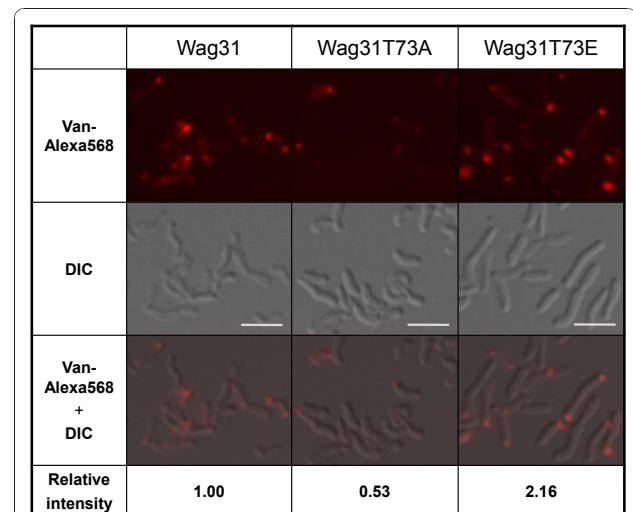 Wag31 Wag31T73A Wag31T73E
Van-
Alexa568
DIC
Van-
Alexa568
+
DIC
Relative
intensity
1.00 0.53 2.16